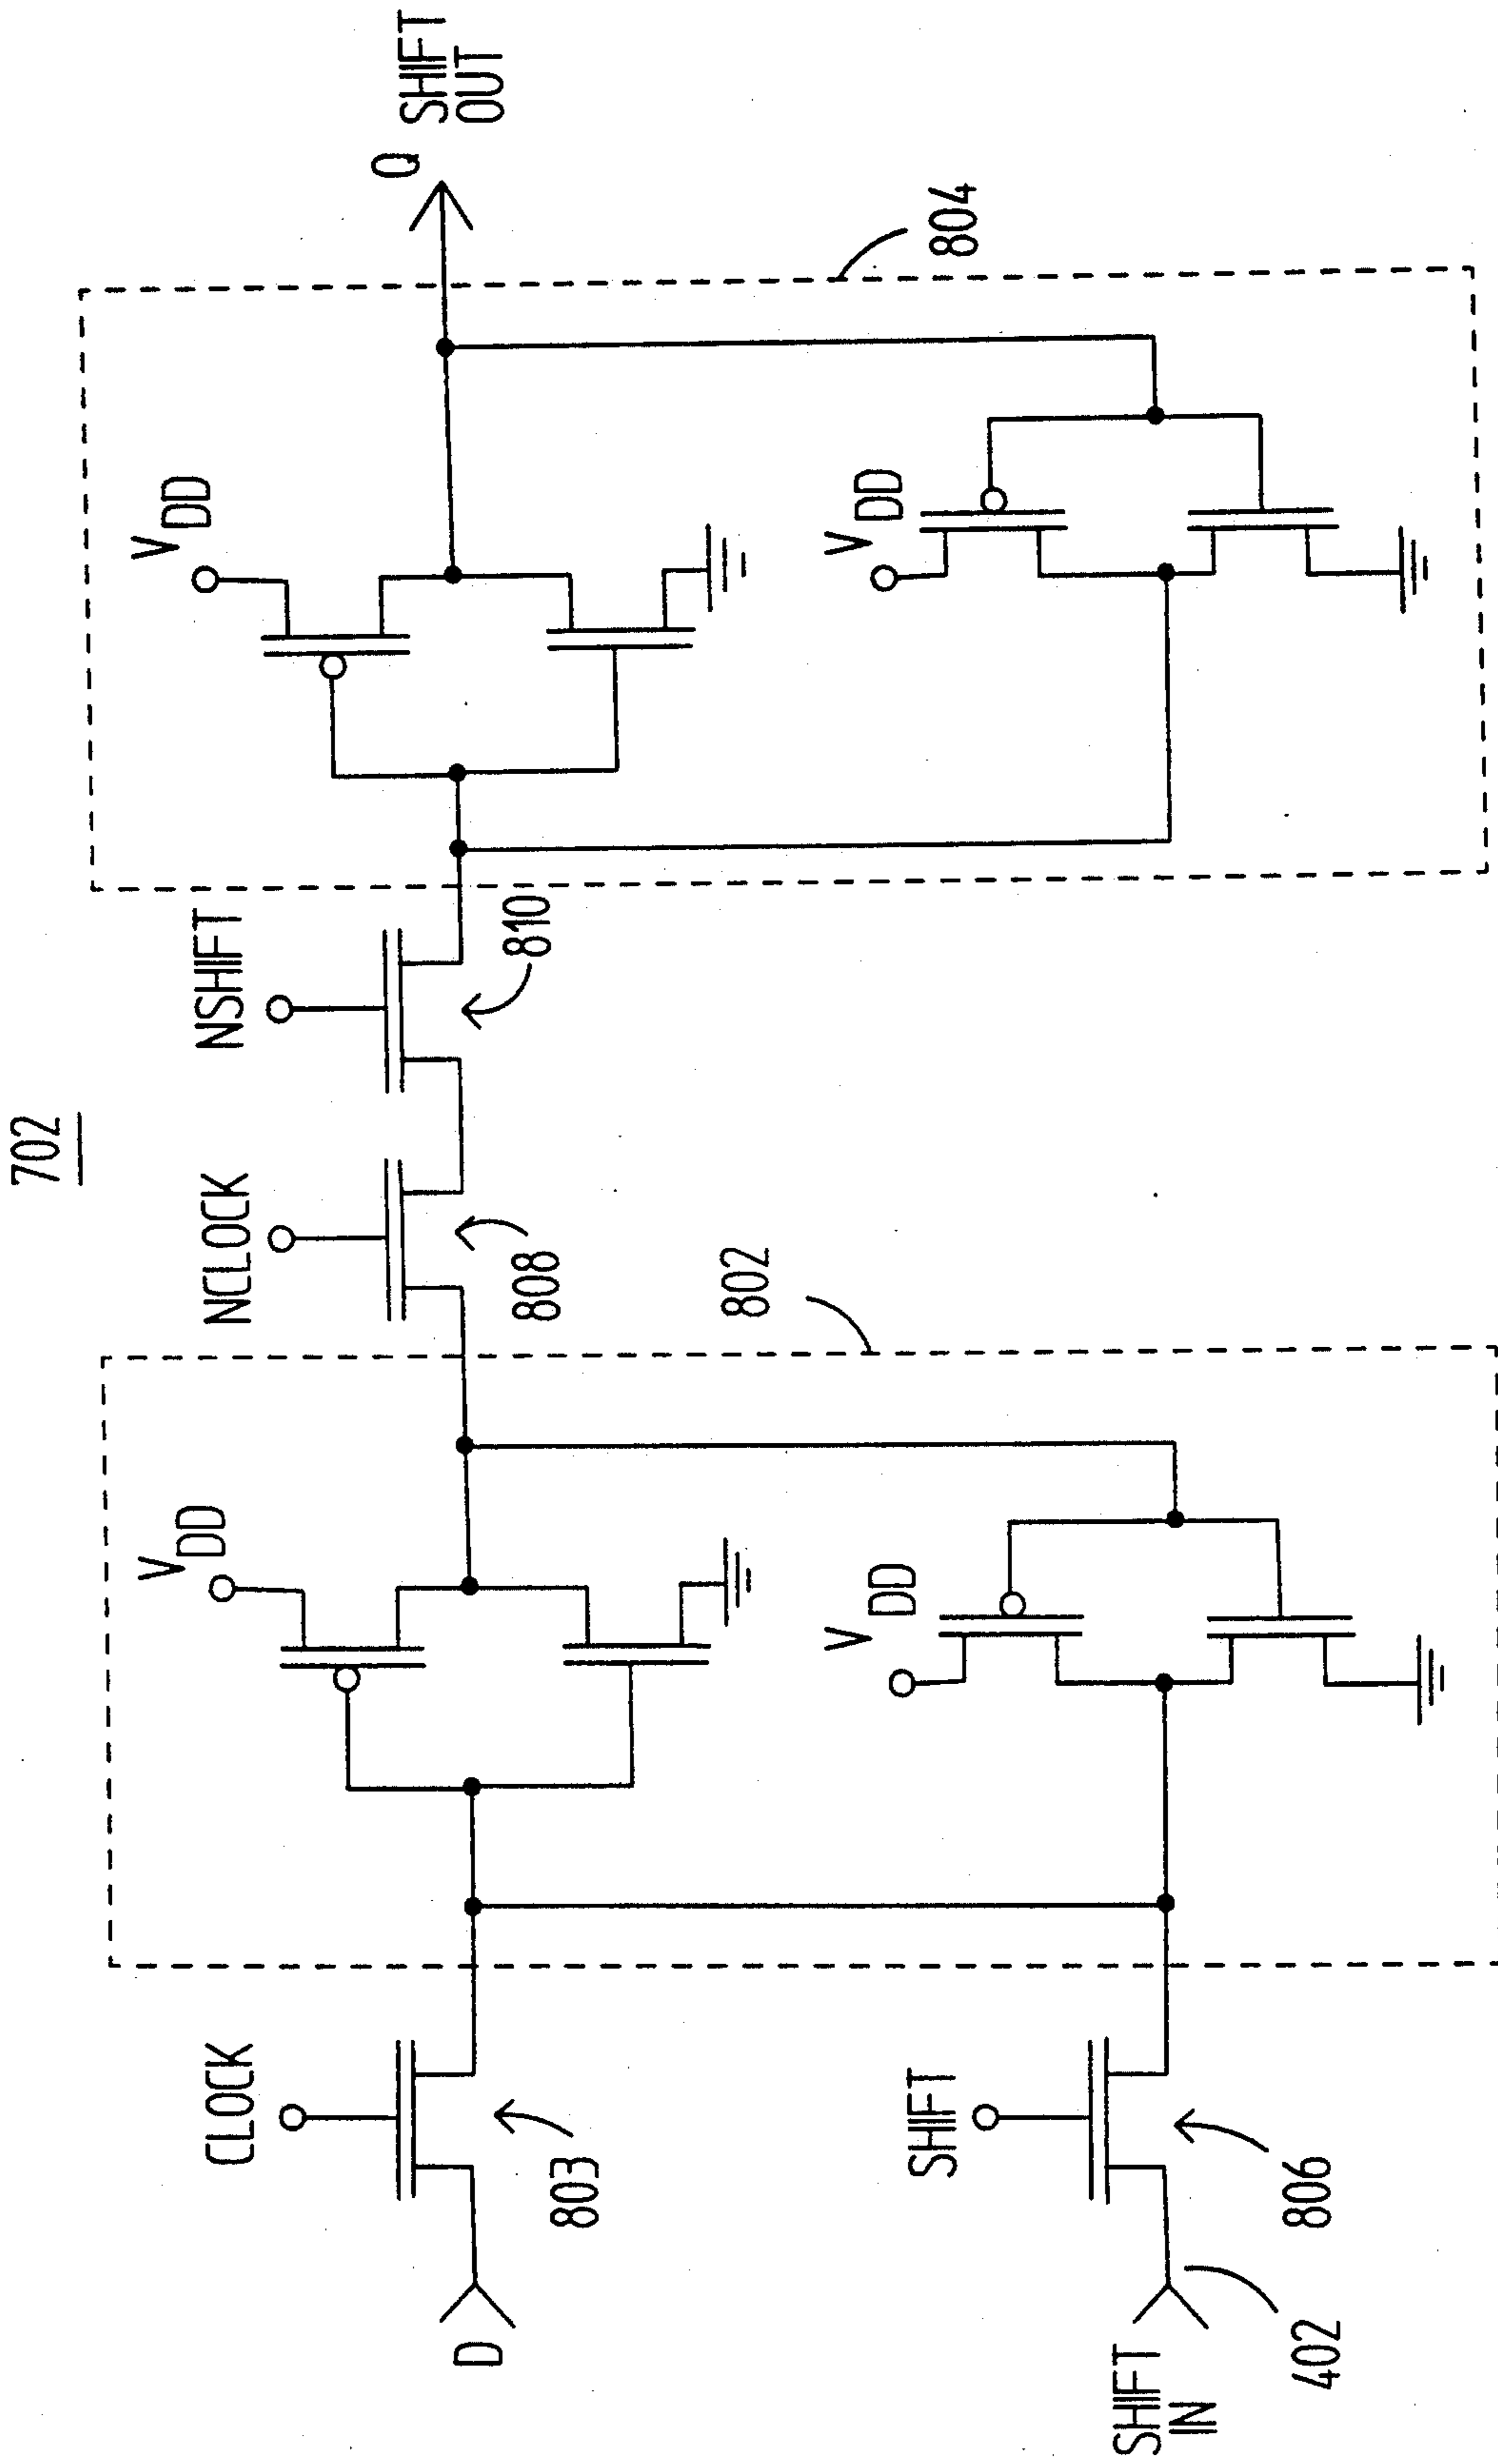 702
CLOCK
NCLOCK
NSHIFT
V
DD
V
DD
Q
SHIFT
OUT
D
803
808
810
802
804
SHIFT
V
DD
V
DD
SHIFT
IN
806
402